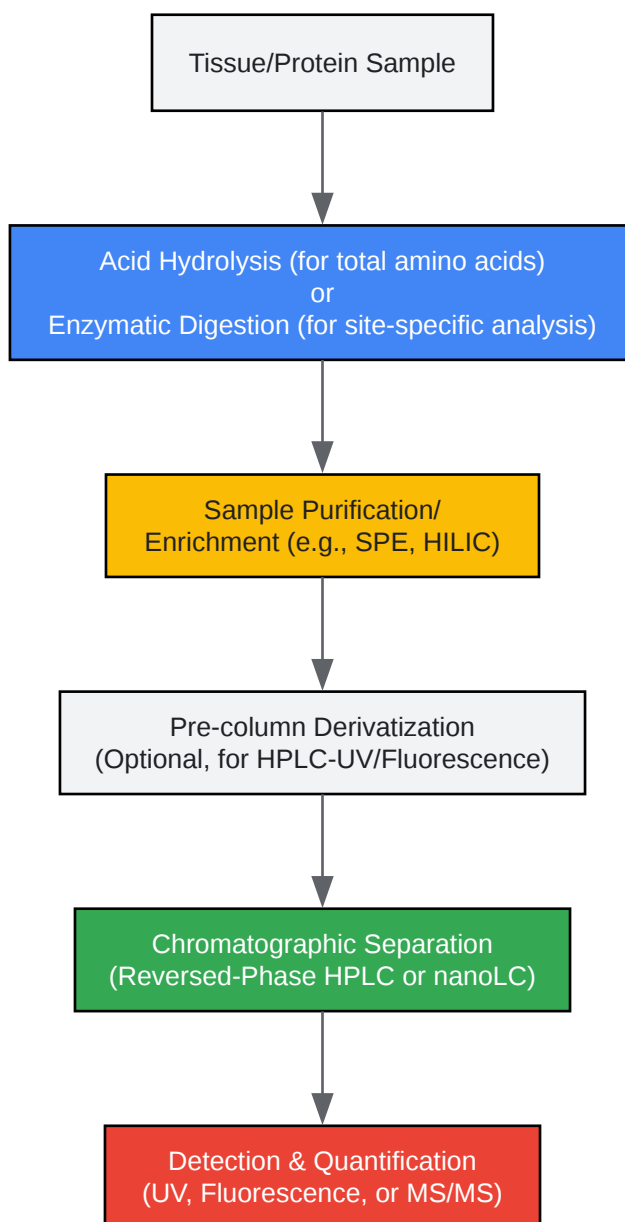 Tissue/Protein Sample
Acid Hydrolysis (for total amino acids)
or
Enzymatic Digestion (for site-specific analysis)
Sample Purification/
Enrichment (e.g., SPE, HILIC)
Pre-column Derivatization
(Optional, for HPLC-UV/Fluorescence)
Chromatographic Separation
(Reversed-Phase HPLC or nanoLC)
Detection & Quantification
(UV, Fluorescence, or MS/MS)